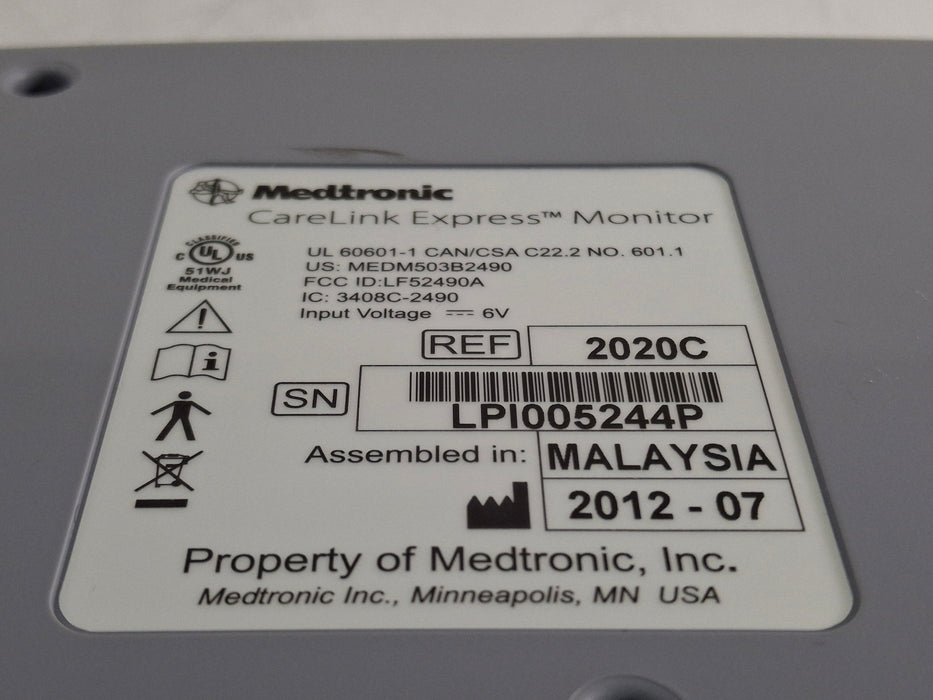 Medtronic
CareLink Express™ Monitor
CLASSIFIED
C UL US
51WJ
Medical
Equipment
UL 60601-1 CAN/CSA C22.2 NO. 601.1
US: MEDM503B2490
FCC ID:LF52490A
IC: 3408C-2490
Input Voltage ⎓ 6V
REF 2020C
SN LPI005244P
Assembled in: MALAYSIA
2012 - 07
Property of Medtronic, Inc.
Medtronic Inc., Minneapolis, MN USA